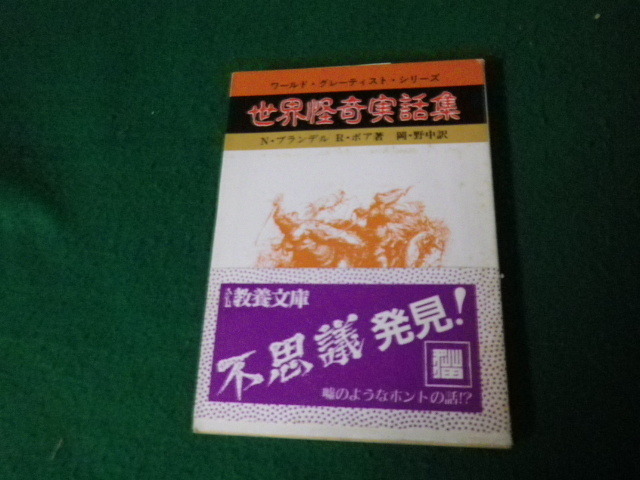 ワールド・グレーティスト・シリーズ
世界怪奇実話集
N・ブランデル R・ボア著 岡・野中訳
教養文庫
不思議発見!
嘘のようなホントの話!?